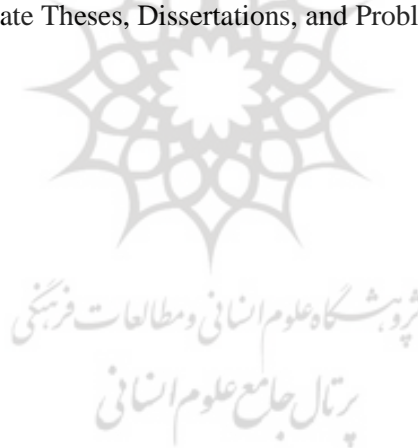 ate Theses, Dissertations, and Probl
پژوهشگاه علوم انسانی و مطالعات فرهنگی
پرتال جامع علوم انسانی